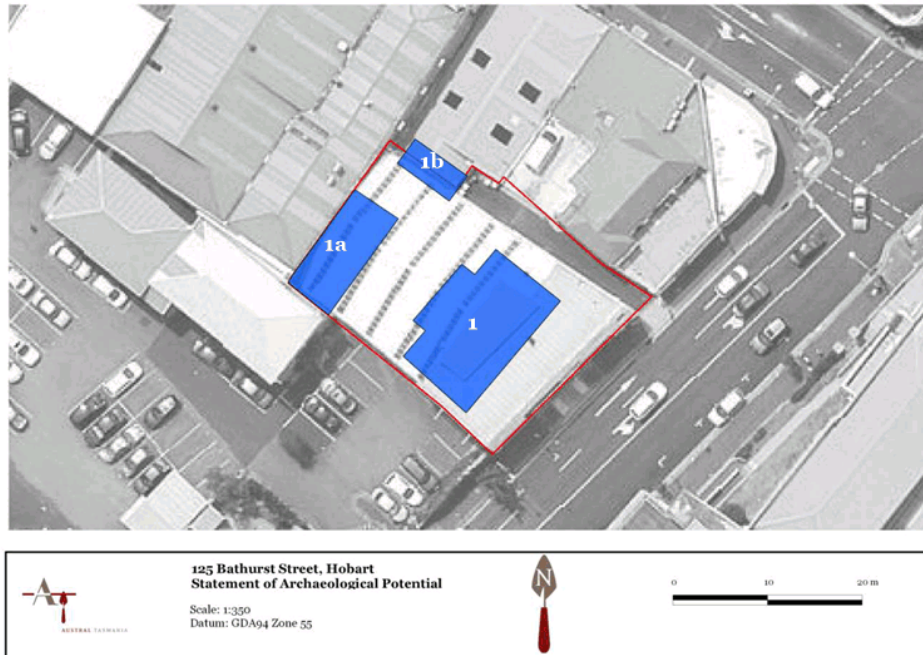 1b
1a
1
125 Bathurst Street, Hobart
Statement of Archaeological Potential
Scale: 1:350
Datum: GDA94 Zone 55
A
AUSTRAL TASMANIA
N
0 10 20 m